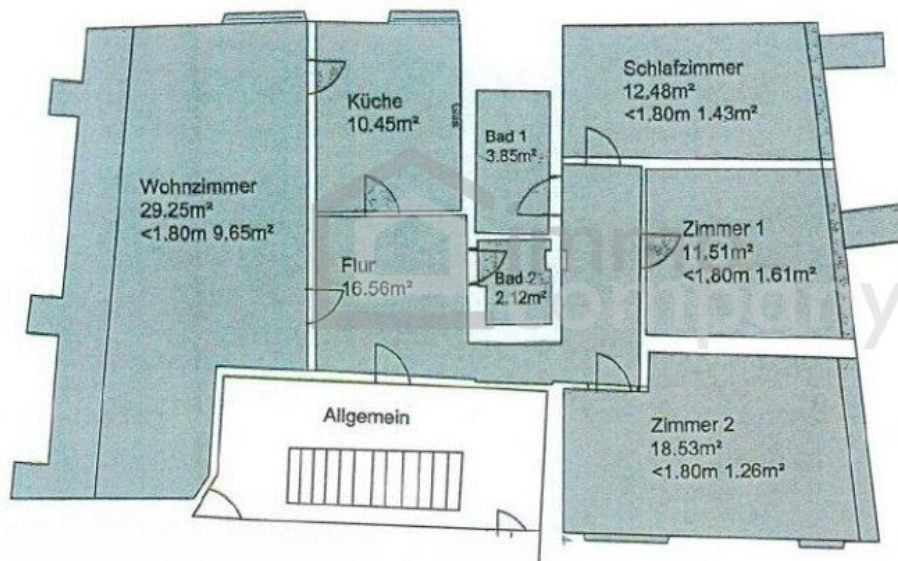 Wohnzimmer
29.25m²
<1.80m 9,65m²
Küche
10.45m²
Bad 1
3.85m²
Schlafzimmer
12,48m²
<1.80m 1.43m²
Flur
16.56m²
Bad 2
2.12m²
Zimmer 1
11.51m²
<1.80m 1.61m²
Zimmer 2
18.53m²
<1.80m 1.26m²
Allgemein
imm
company